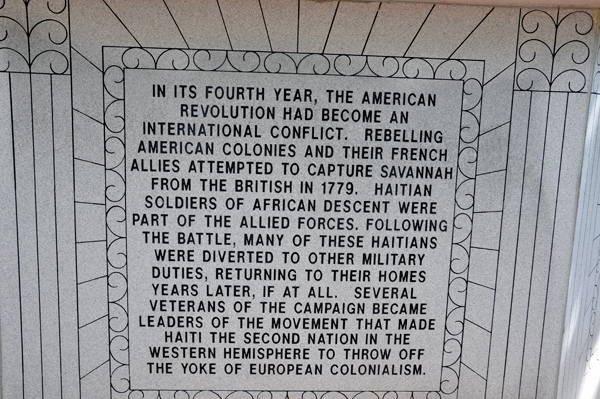 IN ITS FOURTH YEAR, THE AMERICAN
REVOLUTION HAD BECOME AN
INTERNATIONAL CONFLICT. REBELLING
AMERICAN COLONIES AND THEIR FRENCH
ALLIES ATTEMPTED TO CAPTURE SAVANNAH
FROM THE BRITISH IN 1779. HAITIAN
SOLDIERS OF AFRICAN DESCENT WERE
PART OF THE ALLIED FORCES. FOLLOWING
THE BATTLE, MANY OF THESE HAITIANS
WERE DIVERTED TO OTHER MILITARY
DUTIES, RETURNING TO THEIR HOMES
YEARS LATER, IF AT ALL. SEVERAL
VETERANS OF THE CAMPAIGN BECAME
LEADERS OF THE MOVEMENT THAT MADE
HAITI THE SECOND NATION IN THE
WESTERN HEMISPHERE TO THROW OFF
THE YOKE OF EUROPEAN COLONIALISM.